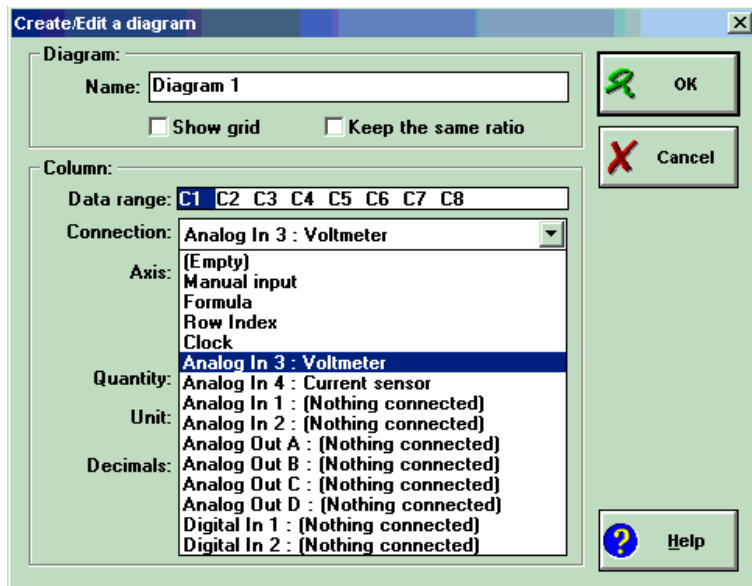 Create/Edit a diagram
Diagram:
Name: Diagram 1
Show grid Keep the same ratio
OK
Cancel
Column:
Data range: C1 C2 C3 C4 C5 C6 C7 C8
Connection: Analog In 3 : Voltmeter
Axis:
(Empty)
Manual input
Formula
Row Index
Clock
Analog In 3 : Voltmeter
Quantity:
Analog In 4 : Current sensor
Analog In 1 : (Nothing connected)
Unit:
Analog In 2 : (Nothing connected)
Analog Out A : (Nothing connected)
Decimals:
Analog Out B : (Nothing connected)
Analog Out C : (Nothing connected)
Analog Out D : (Nothing connected)
Digital In 1 : (Nothing connected)
Digital In 2 : (Nothing connected)
Help